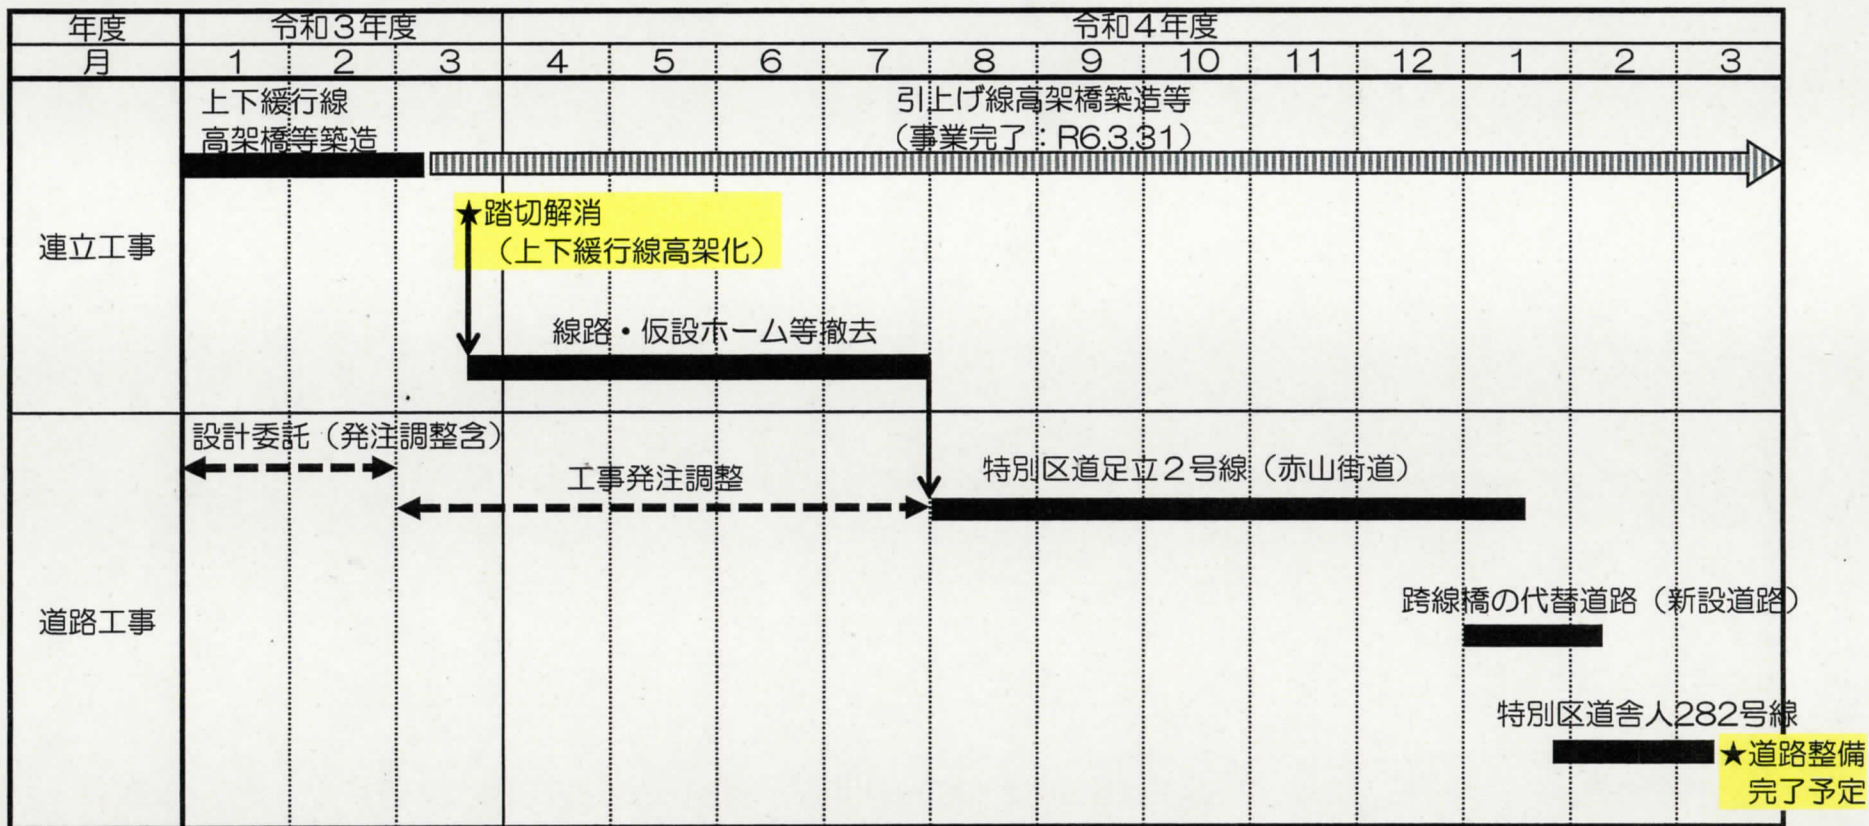 年度 令和３年度 令和４年度
月 1 2 3 4 5 6 7 8 9 10 11 12 1 2 3
連立工事
上下緩行線
高架橋等築造
引上げ線高架橋築造等
（事業完了：R6.3.31）
★踏切解消
（上下緩行線高架化）
線路・仮設ホーム等撤去
道路工事
設計委託（発注調整含）
工事発注調整
特別区道足立２号線（赤山街道）
跨線橋の代替道路（新設道路）
特別区道舎人282号線
★道路整備
完了予定